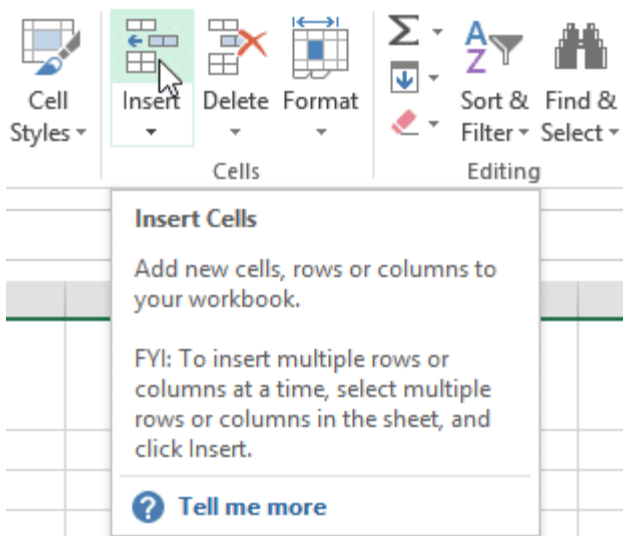 Cell
Styles
Insert
Delete
Format
Sort &
Filter
Find &
Select
Cells
Editing
Insert Cells
Add new cells, rows or columns to
your workbook.
FYI: To insert multiple rows or
columns at a time, select multiple
rows or columns in the sheet, and
click Insert.
Tell me more